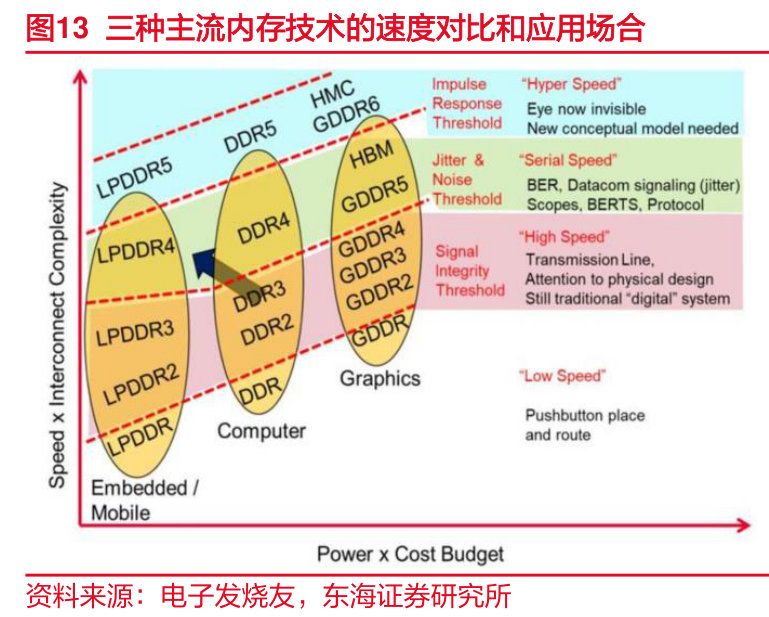 图13 三种主流内存技术的速度对比和应用场合
Speed x Interconnect Complexity
LPDDR5
LPDDR4
LPDDR3
LPDDR2
LPDDR
Embedded /
Mobile
DDR5
DDR4
DDR3
DDR2
DDR
Computer
HMC
GDDR6
HBM
GDDR5
GDDR4
GDDR3
GDDR2
GDDR
Graphics
Impulse
Response
Threshold
“Hyper Speed”
Eye now invisible
New conceptual model needed
Jitter &
Noise
Threshold
“Serial Speed”
BER, Datacom signaling (jitter)
Scopes, BERTS, Protocol
Signal
Integrity
Threshold
“High Speed”
Transmission Line,
Attention to physical design
Still traditional “digital” system
“Low Speed”
Pushbutton place
and route
Power x Cost Budget
资料来源：电子发烧友，东海证券研究所